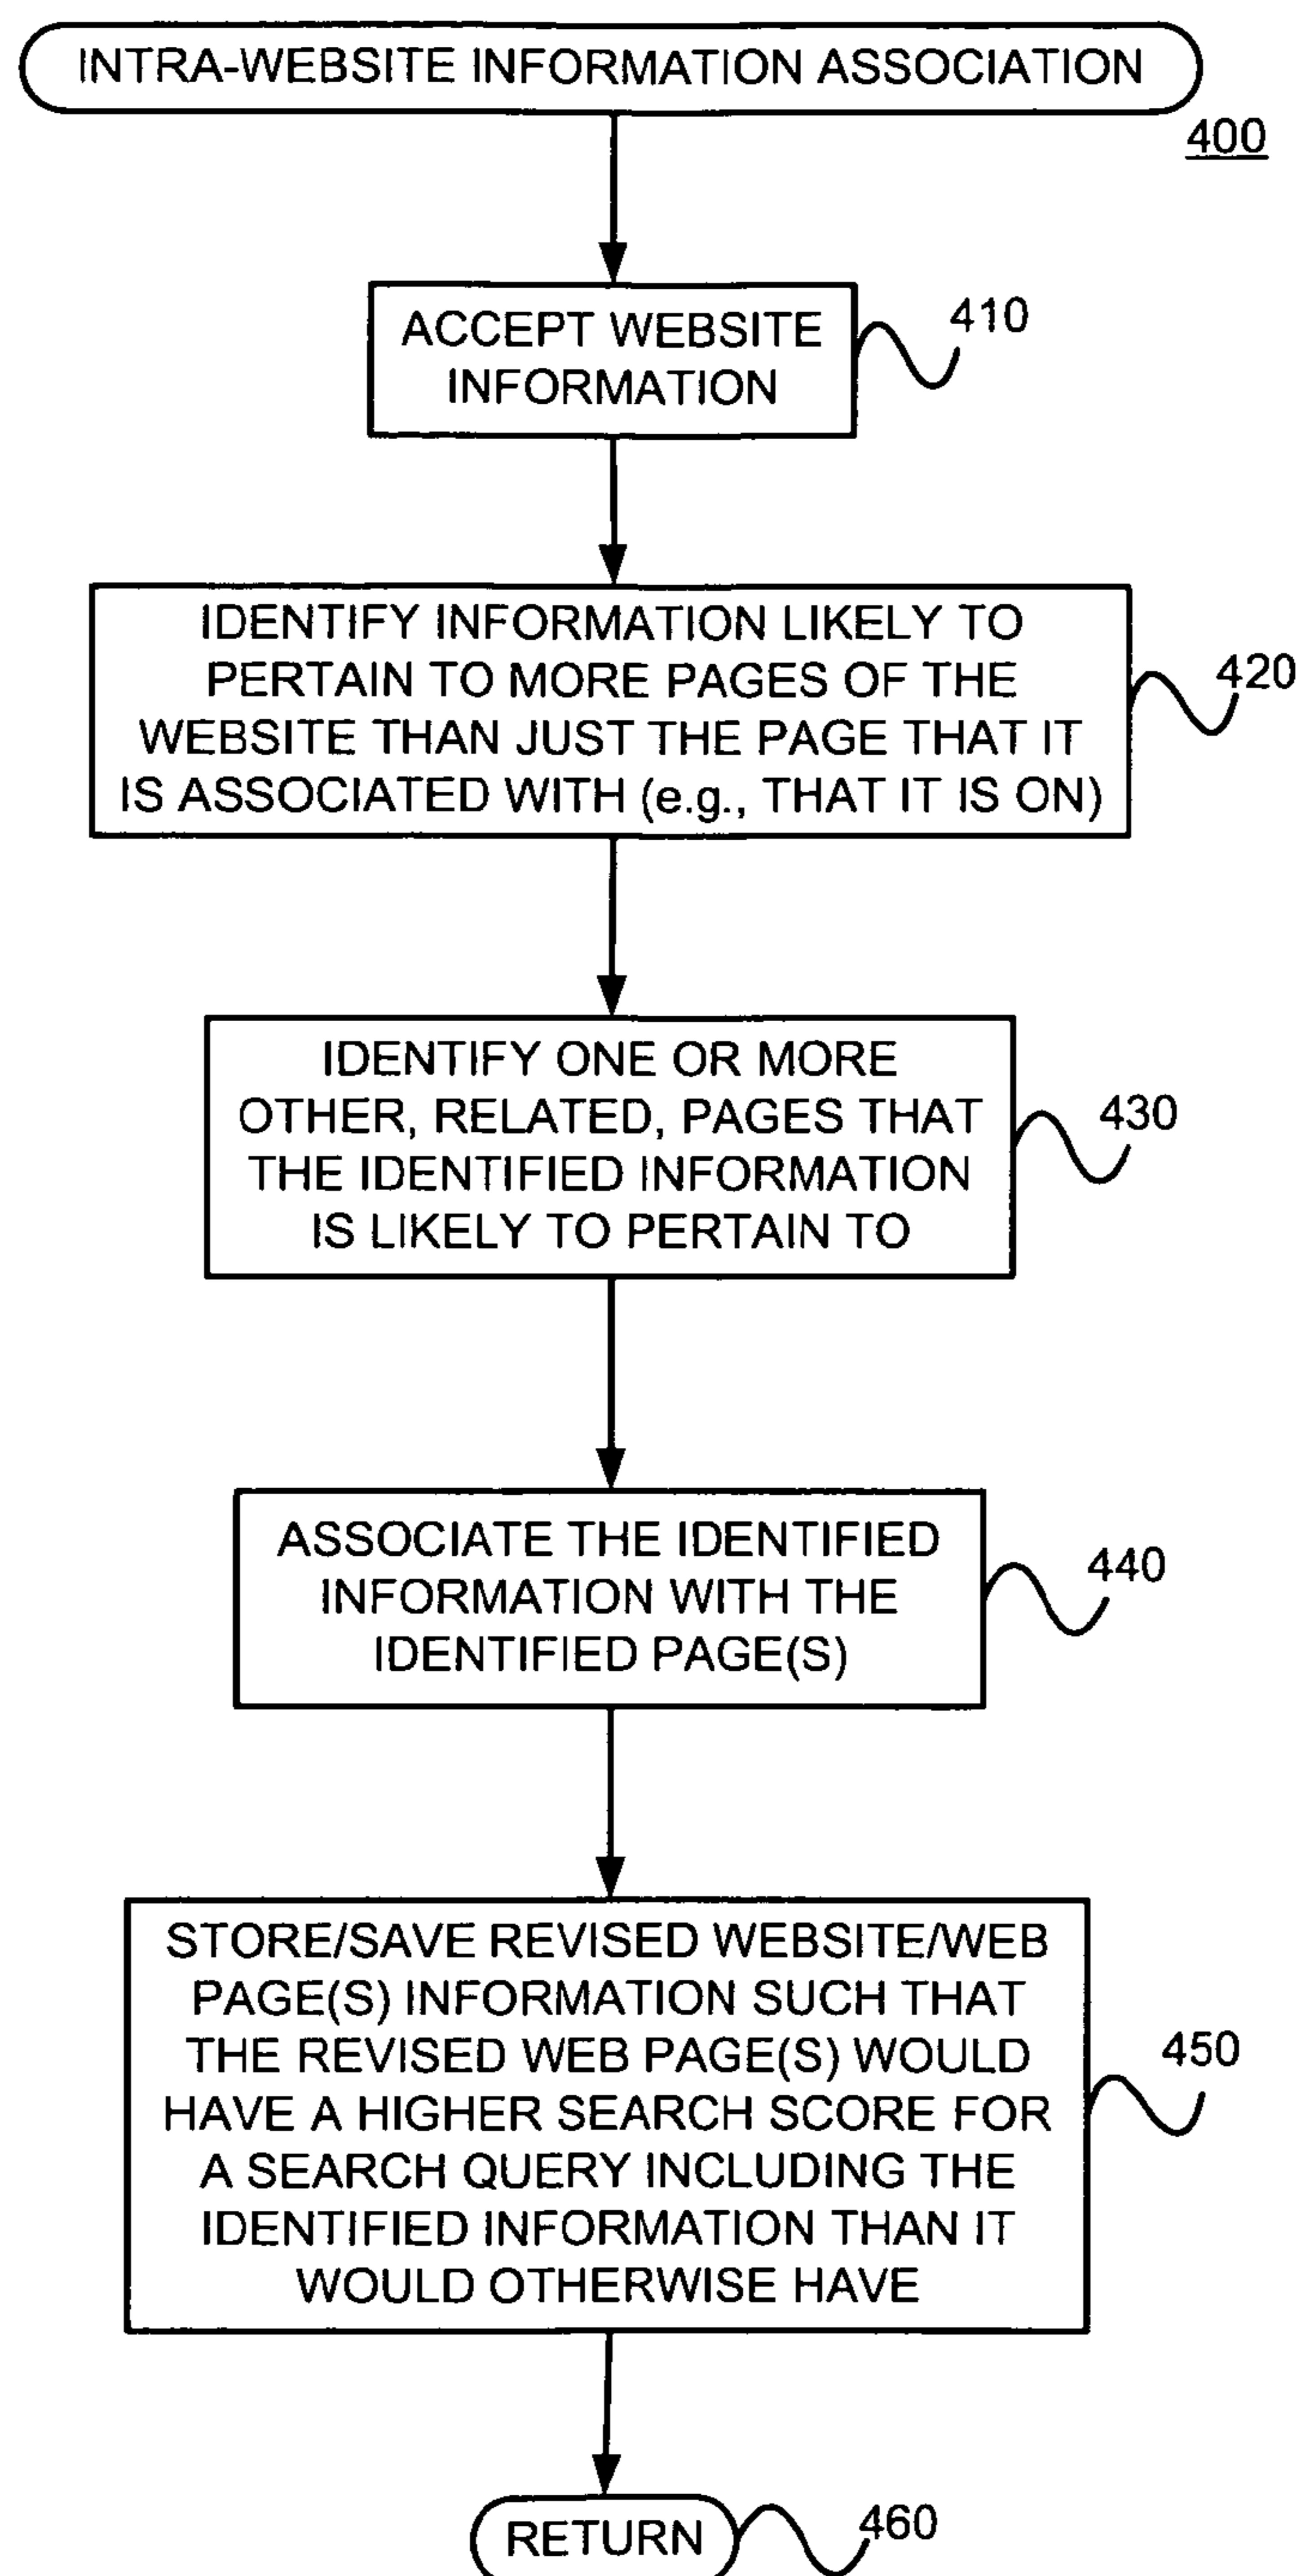 INTRA-WEBSITE INFORMATION ASSOCIATION
400
ACCEPT WEBSITE
INFORMATION
410
IDENTIFY INFORMATION LIKELY TO
PERTAIN TO MORE PAGES OF THE
WEBSITE THAN JUST THE PAGE THAT IT
IS ASSOCIATED WITH (e.g., THAT IT IS ON)
420
IDENTIFY ONE OR MORE
OTHER, RELATED, PAGES THAT
THE IDENTIFIED INFORMATION
IS LIKELY TO PERTAIN TO
430
ASSOCIATE THE IDENTIFIED
INFORMATION WITH THE
IDENTIFIED PAGE(S)
440
STORE/SAVE REVISED WEBSITE/WEB
PAGE(S) INFORMATION SUCH THAT
THE REVISED WEB PAGE(S) WOULD
HAVE A HIGHER SEARCH SCORE FOR
A SEARCH QUERY INCLUDING THE
IDENTIFIED INFORMATION THAN IT
WOULD OTHERWISE HAVE
450
RETURN
460